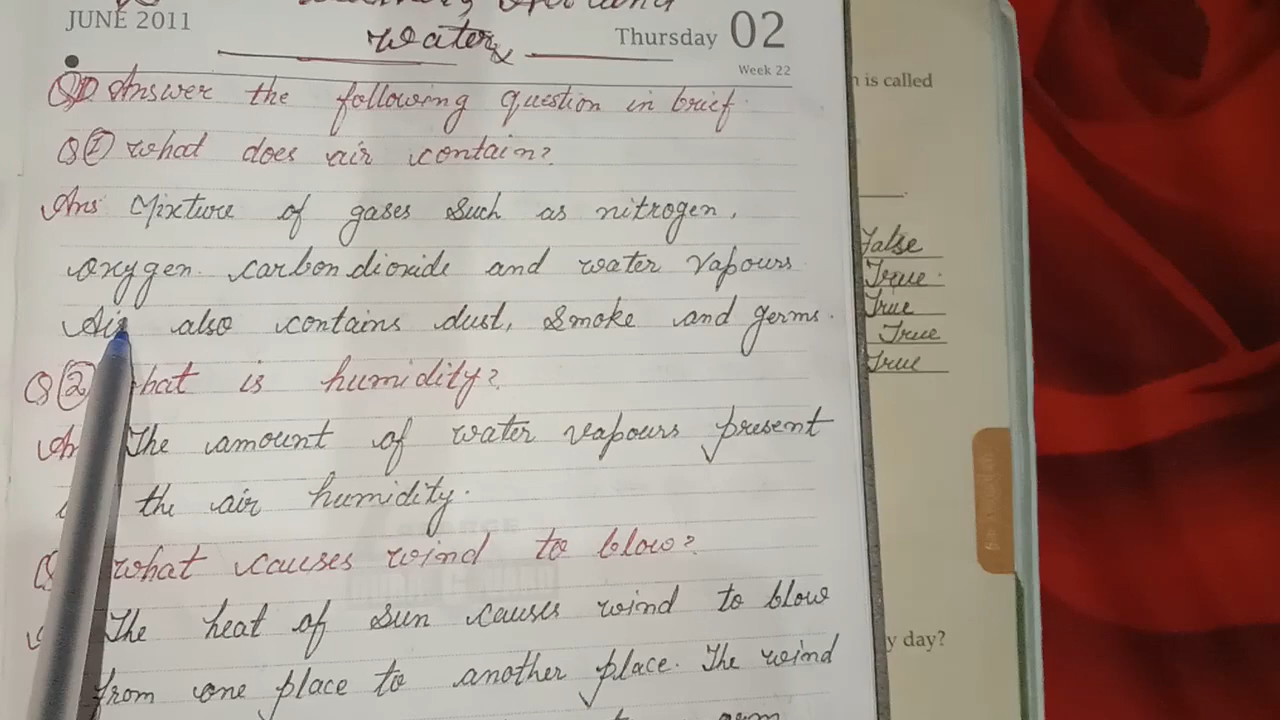 JUNE 2011
water
Thursday 02
Week 22
Answer the following question in brief.
Q① what does air contain?
Ans Mixture of gases such as nitrogen,
oxygen. carbondioxide and water vapours
Air also contains dust, smoke and germs.
Q② hat is humidity?
The amount of water vapours present
the air humidity.
what causes wind to blow?
The heat of sun causes wind to blow
from one place to another place. The wind
is called
False
True.
True
True
True
y day?